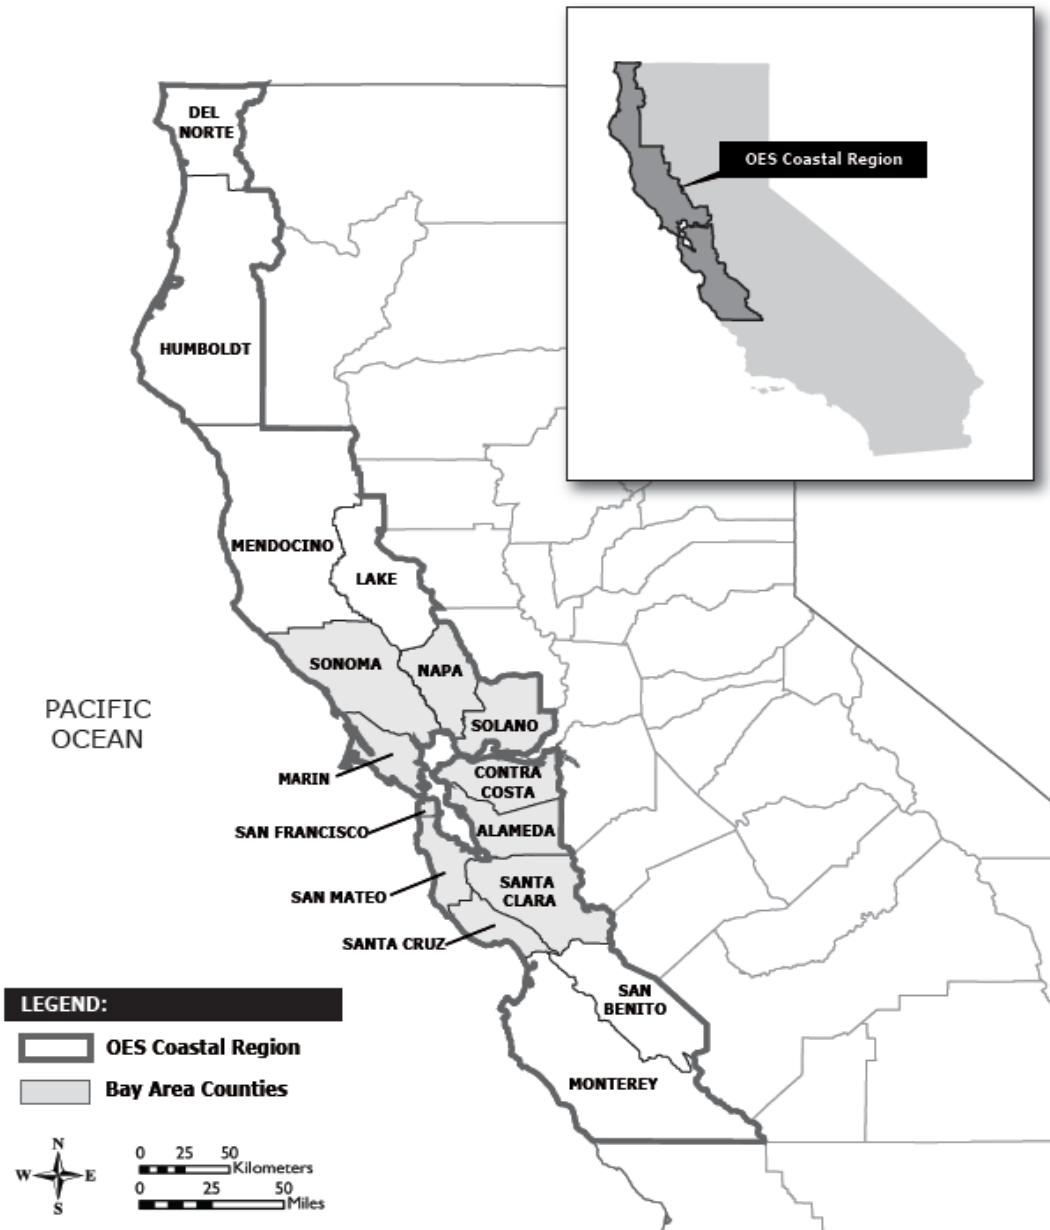 OES Coastal Region
DEL
NORTE
HUMBOLDT
MENDOCINO
LAKE
SONOMA
NAPA
SOLANO
PACIFIC
OCEAN
MARIN
CONTRA
COSTA
SAN FRANCISCO
ALAMEDA
SAN MATEO
SANTA
CLARA
SANTA CRUZ
SAN
BENITO
MONTEREY
LEGEND:
OES Coastal Region
Bay Area Counties
N
W E
S
0 25 50
Kilometers
0 25 50
Miles